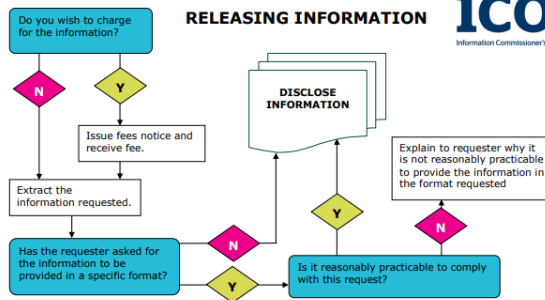 RELEASING INFORMATION
ico
Information Commissioner's
Do you wish to charge
for the information?
N
Y
Issue fees notice and
receive fee.
Extract the
information requested.
Has the requester asked for
the information to be
provided in a specific format?
N
Y
DISCLOSE
INFORMATION
Is it reasonably practicable to comply
with this request?
Y
N
Explain to requester why it
is not reasonably practicable
to provide the information in
the format requested